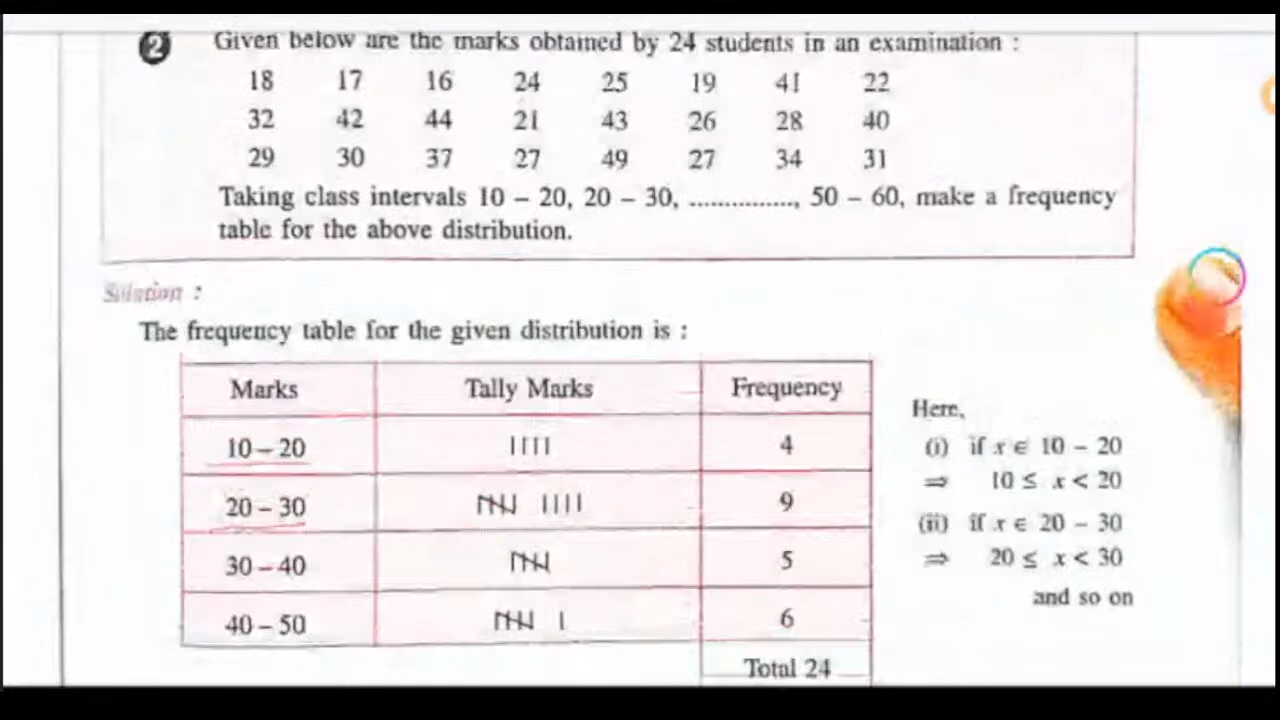 2 Given below are the marks obtained by 24 students in an examination :
18 17 16 24 25 19 41 22
32 42 44 21 43 26 28 40
29 30 37 27 49 27 34 31
Taking class intervals 10 – 20, 20 – 30, ..............., 50 – 60, make a frequency
table for the above distribution.
Solution :
The frequency table for the given distribution is :
Marks Tally Marks Frequency
10 – 20 |||| 4
20 – 30 𝍸 |||| 9
30 – 40 𝍸 5
40 – 50 𝍸 | 6
Total 24
Here,
(i) if x ∈ 10 – 20
⇒ 10 ≤ x < 20
(ii) if x ∈ 20 – 30
⇒ 20 ≤ x < 30
and so on